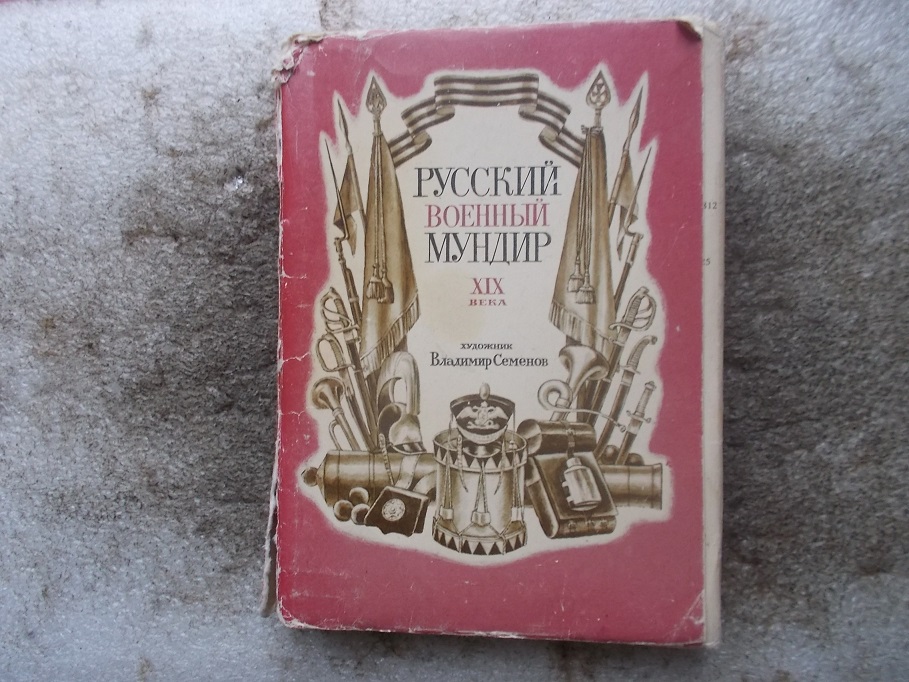 РУССКИЙ
ВОЕННЫЙ
МУНДИР
XIX
ВЕКА
ХУДОЖНИК
Владимир Семенов